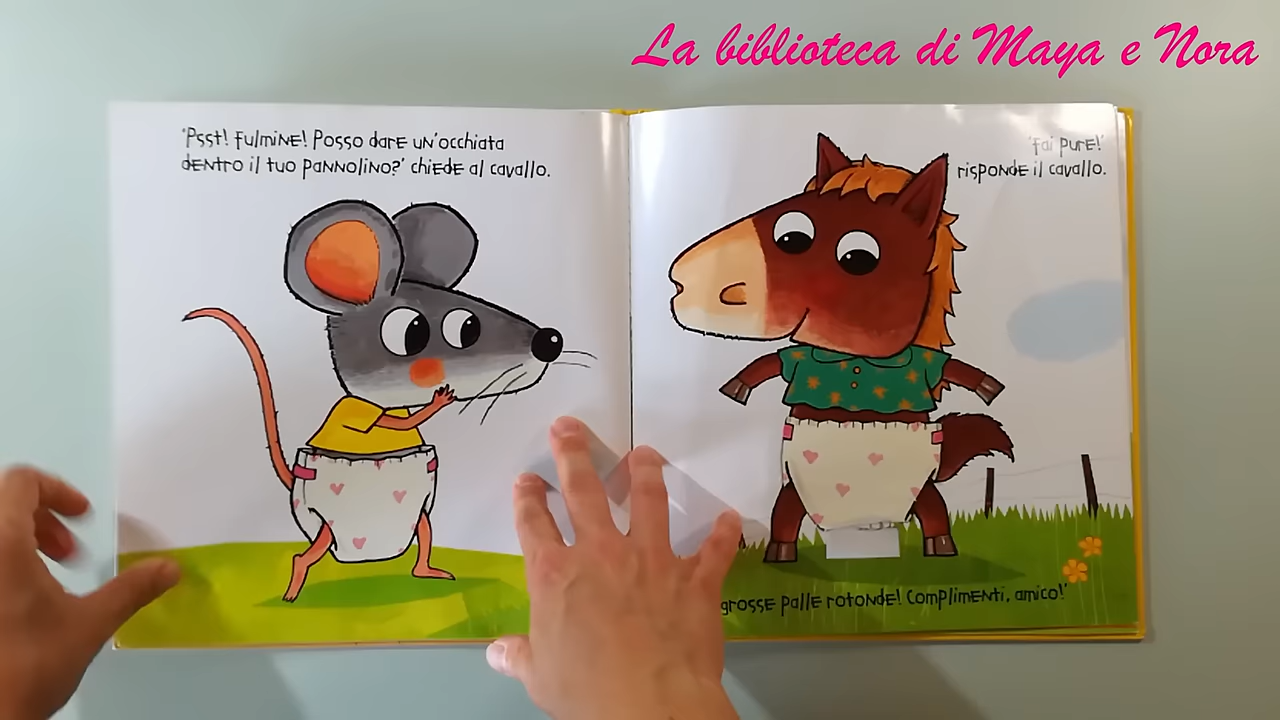 La biblioteca di Maya e Nora
'Psst! Fulmine! Posso dare un'occhiata
dentro il tuo pannolino?' chiede al cavallo.
'Fai pure!'
risponde il cavallo.
grosse palle rotonde! Complimenti, amico!'